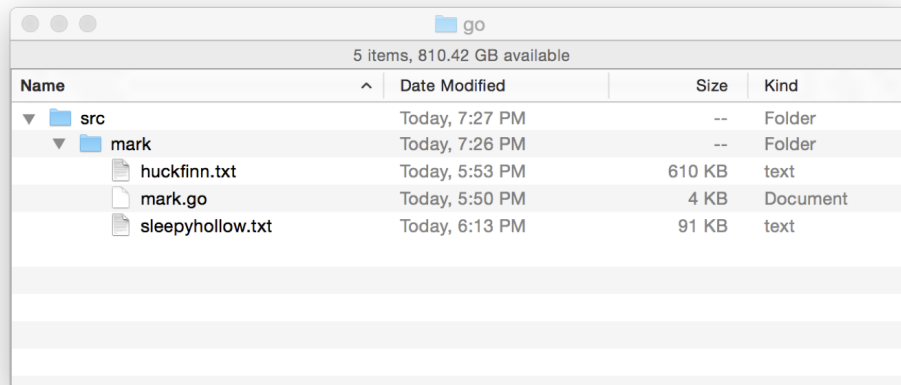 go
5 items, 810.42 GB available
Name Date Modified Size Kind
src Today, 7:27 PM -- Folder
mark Today, 7:26 PM -- Folder
huckfinn.txt Today, 5:53 PM 610 KB text
mark.go Today, 5:50 PM 4 KB Document
sleepyhollow.txt Today, 6:13 PM 91 KB text